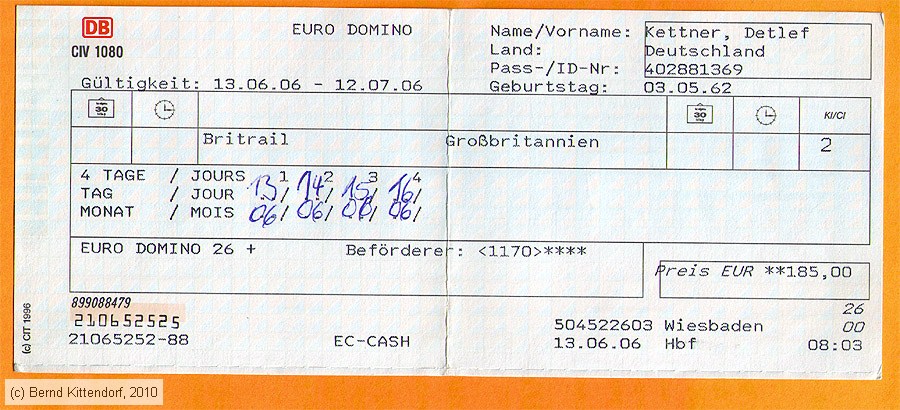 DB
CIV 1080
EURO DOMINO
Name/Vorname: Kettner, Detlef
Land: Deutschland
Pass-/ID-Nr: 402881369
Gültigkeit: 13.06.06 - 12.07.06
Geburtstag: 03.05.62
30 30 Kl/Cl
Britrail Großbritannien 2
4 TAGE / JOURS 1 2 3 4
TAG / JOUR 13/ 14/ 15/ 16/
MONAT / MOIS 06/ 06/ 06/ 06/
EURO DOMINO 26 + Beförderer: <1170>****
Preis EUR **185,00
899088479
210652525
21065252-88
EC-CASH
26
504522603 Wiesbaden 00
13.06.06 Hbf 08:03
(c) CIT 1996
(c) Bernd Kittendorf, 2010